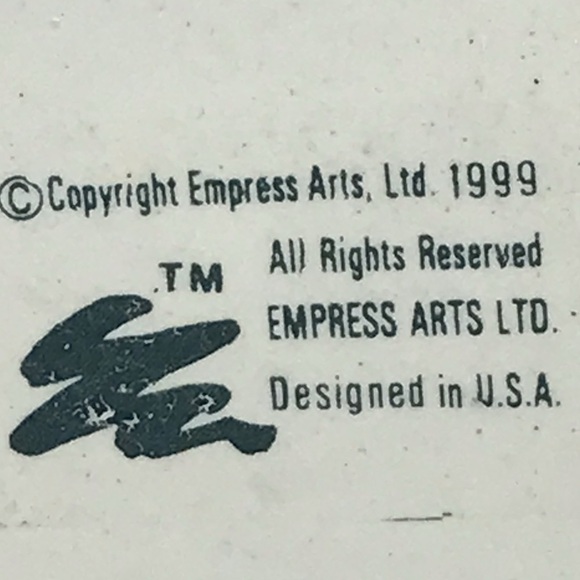 ©Copyright Empress Arts, Ltd. 1999
.TM
All Rights Reserved
EMPRESS ARTS LTD.
Designed in U.S.A.